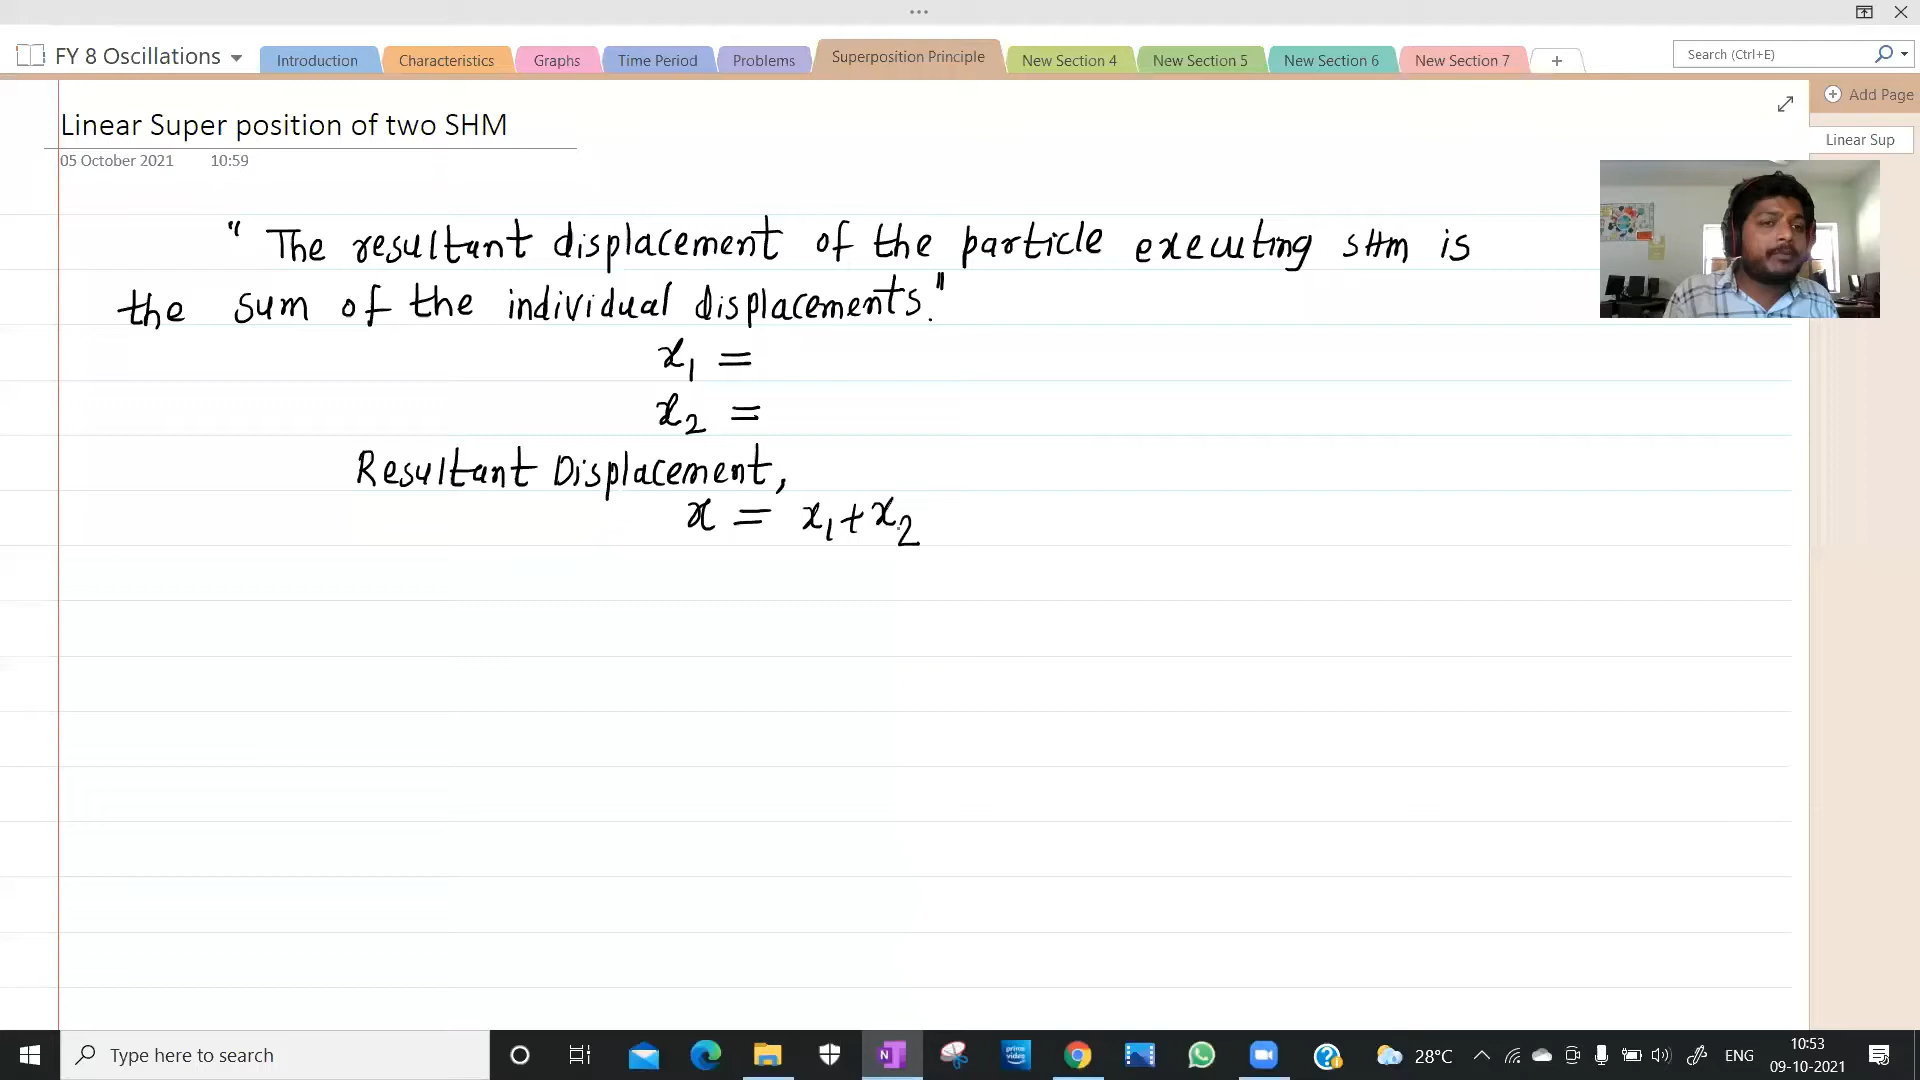 FY 8 Oscillations
Introduction
Characteristics
Graphs
Time Period
Problems
Superposition Principle
New Section 4
New Section 5
New Section 6
New Section 7
+
Search (Ctrl+E)
Add Page
Linear Sup
Linear Super position of two SHM
05 October 2021 10:59
" The resultant displacement of the particle executing SHM is
the sum of the individual displacements."
x₁ =
x₂ =
Resultant Displacement,
x = x₁+x₂
Type here to search
prime video
28°C
ENG
10:53
09-10-2021